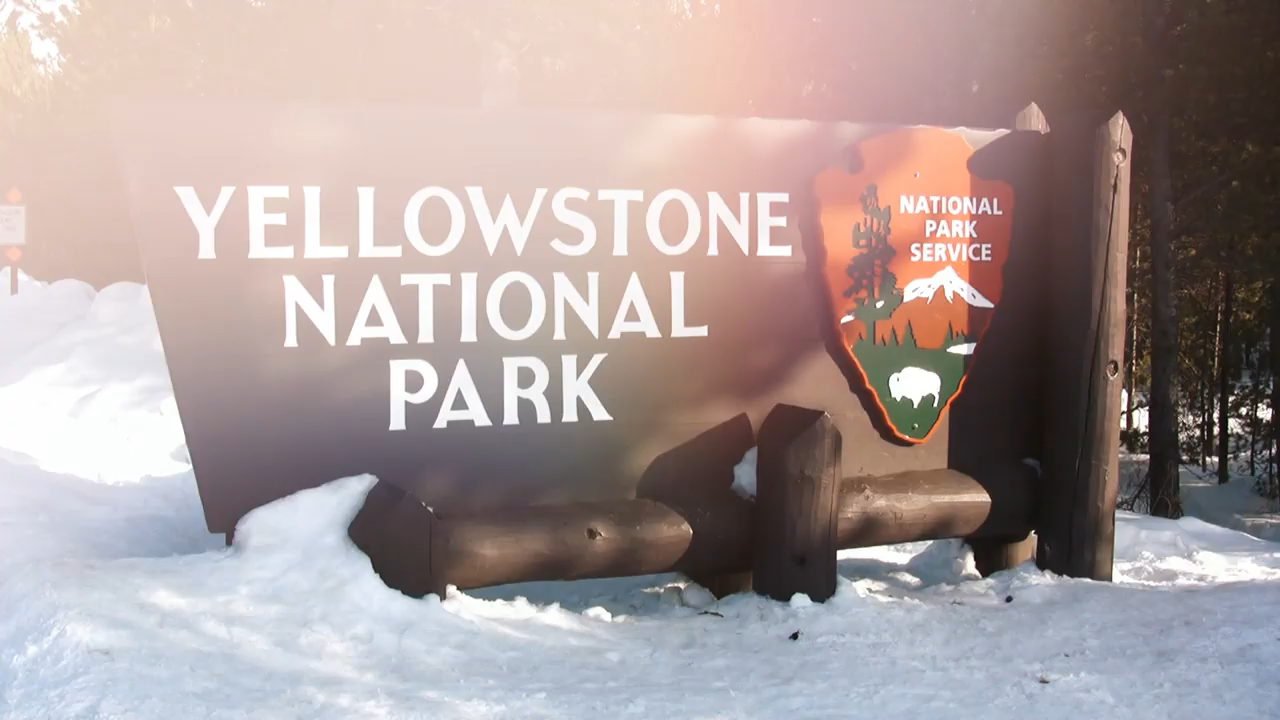 YELLOWSTONE
NATIONAL
PARK
NATIONAL
PARK
SERVICE